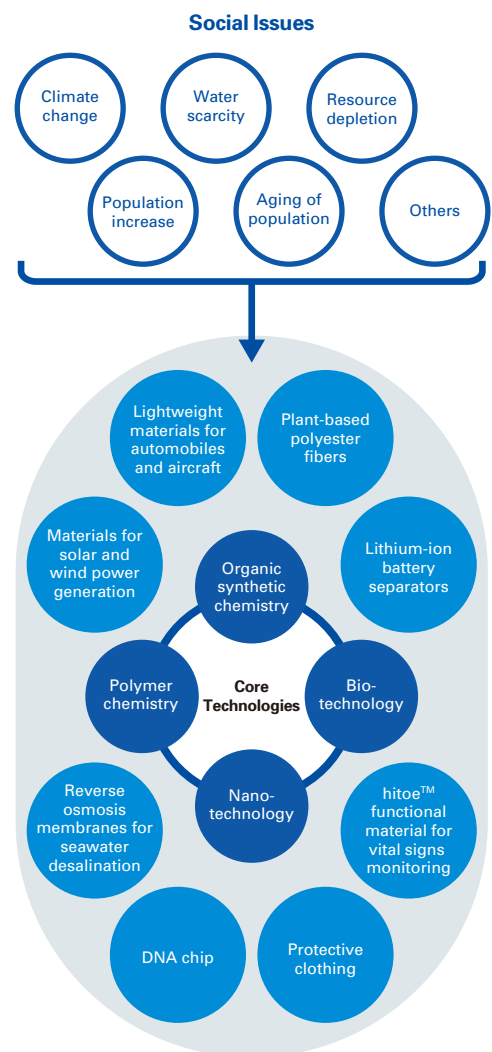 Social Issues
Climate
change
Water
scarcity
Resource
depletion
Population
increase
Aging of
population
Others
Lightweight
materials for
automobiles
and aircraft
Plant-based
polyester
fibers
Materials for
solar and
wind power
generation
Organic
synthetic
chemistry
Lithium-ion
battery
separators
Polymer
chemistry
Core
Technologies
Bio-
technology
Reverse
osmosis
membranes for
seawater
desalination
Nano-
technology
hitoe™
functional
material for
vital signs
monitoring
DNA chip
Protective
clothing